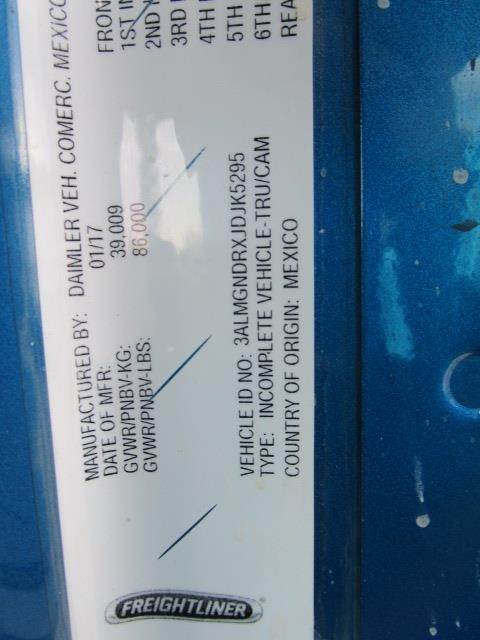 FREIGHTLINER
MANUFACTURED BY: DAIMLER VEH. COMERC. MEXICO
DATE OF MFR: 01/17
GVWR/PNBV-KG: 39,009
GVWR/PNBV-LBS: 86,000
FRON
1ST IN
2ND
3RD
4TH
5TH
6TH
REA
VEHICLE ID NO: 3ALMGNDRXJDJK5295
TYPE: INCOMPLETE VEHICLE-TRU/CAM
COUNTRY OF ORIGIN: MEXICO